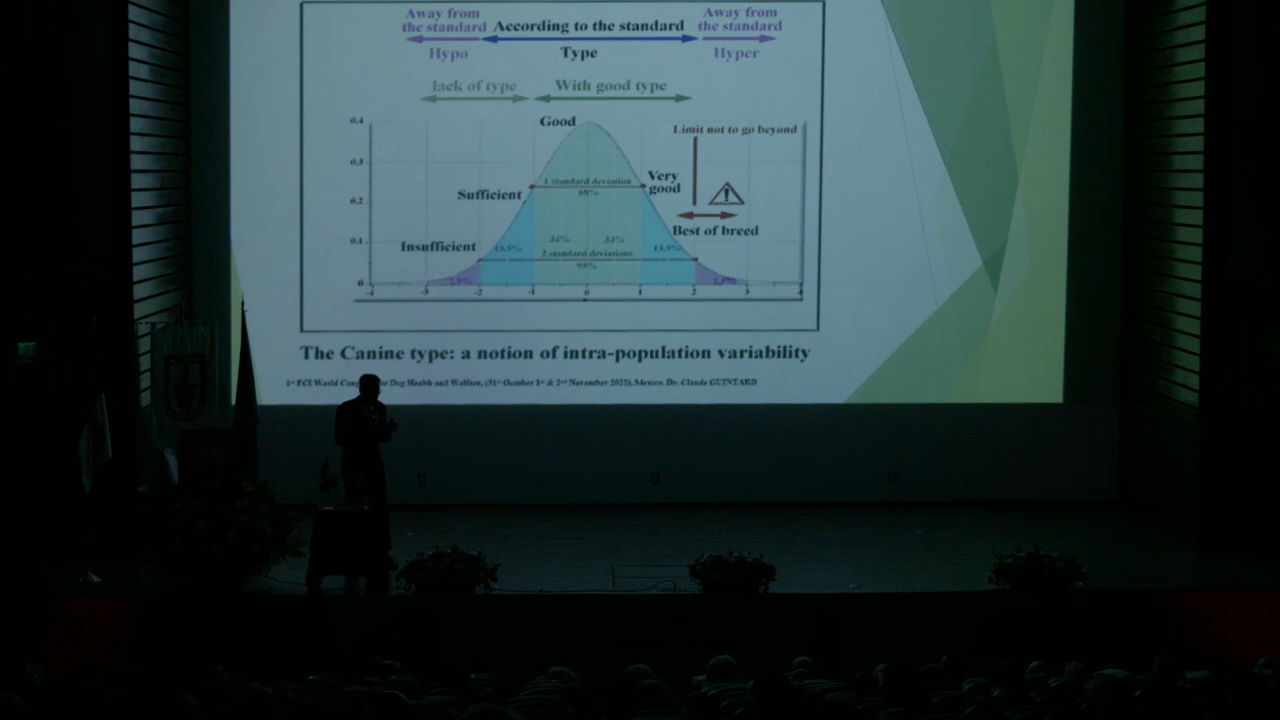 Away from the standard
According to the standard
Away from the standard
Hypo
Type
Hyper
lack of type
With good type
Good
Limit not to go beyond
0.4
0.3
0.2
0.1
0
Sufficient
1 standard deviation
68%
Very good
Best of breed
Insufficient
34%
34%
13,5%
13,5%
2 standard deviations
95%
-3
-2
-1
0
1
2
3
4
The Canine type: a notion of intra-population variability
1st FCI World for Dog Health and Welfare, (31st October 1st & 2nd November 2022), Mexico. Dr. Claude GUINTARD